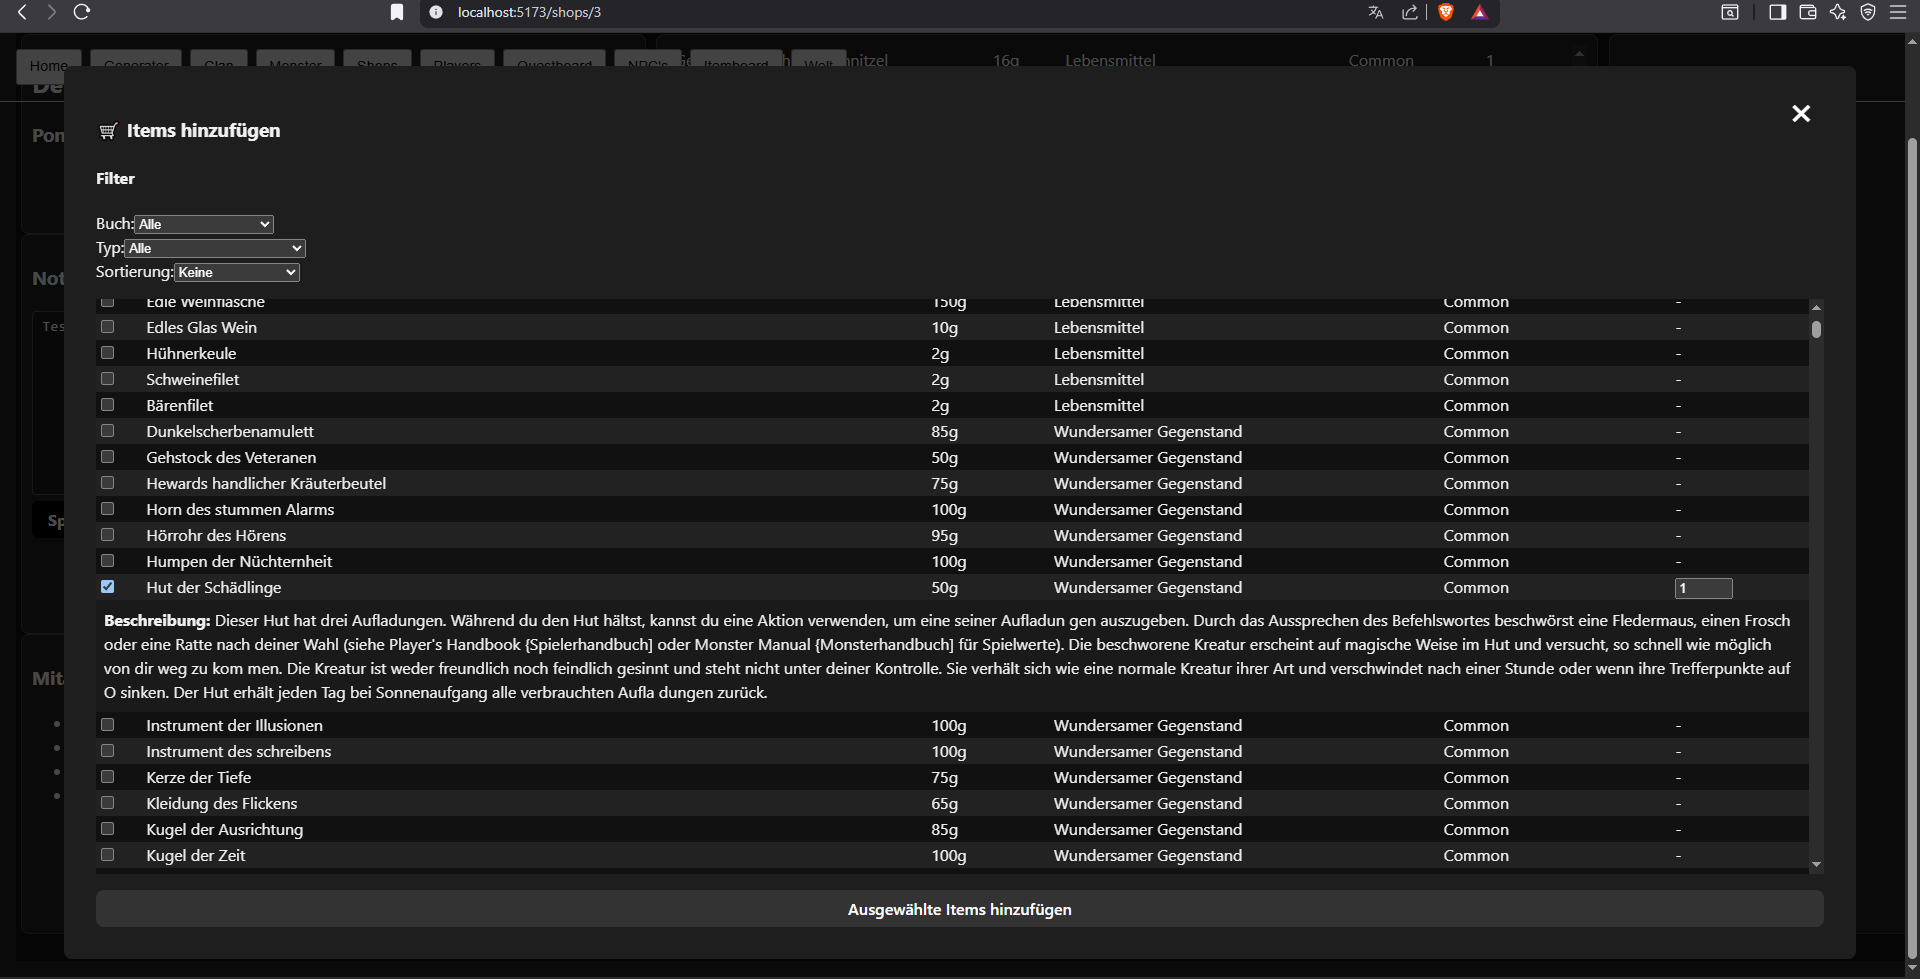 localhost:5173/shops/3
Home Generator Clan Monster Shops Players Questboard NPC's Itemboard Welt
nitzel 16g Lebensmittel Common 1
Pon
Not
Tes
Sp
Mit
🛒 Items hinzufügen
Filter
Buch: Alle
Typ: Alle
Sortierung: Keine
Edle Weinflasche 150g Lebensmittel Common -
Edles Glas Wein 10g Lebensmittel Common -
Hühnerkeule 2g Lebensmittel Common -
Schweinefilet 2g Lebensmittel Common -
Bärenfilet 2g Lebensmittel Common -
Dunkelscherbenamulett 85g Wundersamer Gegenstand Common -
Gehstock des Veteranen 50g Wundersamer Gegenstand Common -
Hewards handlicher Kräuterbeutel 75g Wundersamer Gegenstand Common -
Horn des stummen Alarms 100g Wundersamer Gegenstand Common -
Hörrohr des Hörens 95g Wundersamer Gegenstand Common -
Humpen der Nüchternheit 100g Wundersamer Gegenstand Common -
Hut der Schädlinge 50g Wundersamer Gegenstand Common 1
Beschreibung: Dieser Hut hat drei Aufladungen. Während du den Hut hältst, kannst du eine Aktion verwenden, um eine seiner Aufladun gen auszugeben. Durch das Aussprechen des Befehlswortes beschwörst eine Fledermaus, einen Frosch
oder eine Ratte nach deiner Wahl (siehe Player's Handbook {Spielerhandbuch] oder Monster Manual {Monsterhandbuch] für Spielwerte). Die beschworene Kreatur erscheint auf magische Weise im Hut und versucht, so schnell wie möglich
von dir weg zu kom men. Die Kreatur ist weder freundlich noch feindlich gesinnt und steht nicht unter deiner Kontrolle. Sie verhält sich wie eine normale Kreatur ihrer Art und verschwindet nach einer Stunde oder wenn ihre Trefferpunkte auf
O sinken. Der Hut erhält jeden Tag bei Sonnenaufgang alle verbrauchten Aufla dungen zurück.
Instrument der Illusionen 100g Wundersamer Gegenstand Common -
Instrument des schreibens 100g Wundersamer Gegenstand Common -
Kerze der Tiefe 75g Wundersamer Gegenstand Common -
Kleidung des Flickens 65g Wundersamer Gegenstand Common -
Kugel der Ausrichtung 85g Wundersamer Gegenstand Common -
Kugel der Zeit 100g Wundersamer Gegenstand Common -
Ausgewählte Items hinzufügen